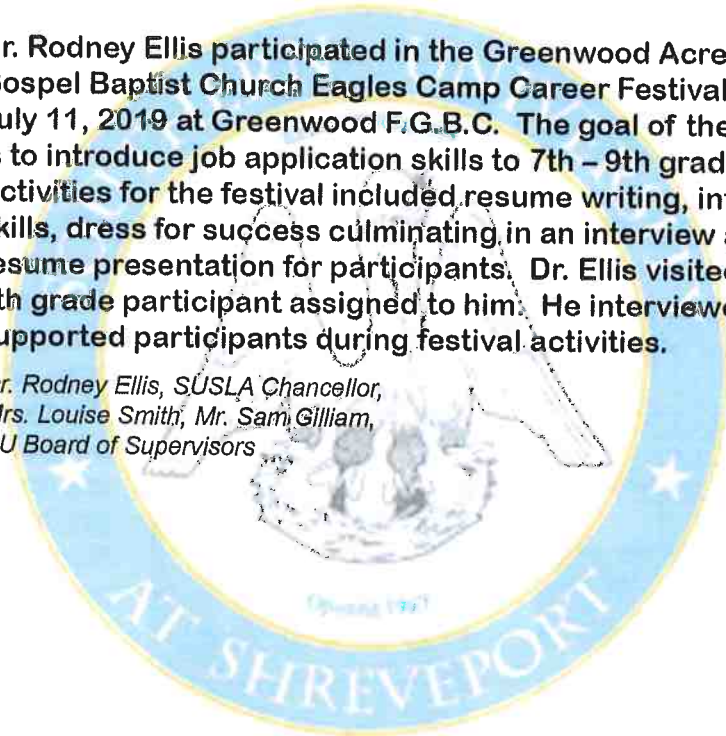 r. Rodney Ellis participated in the Greenwood Acre
ospel Baptist Church Eagles Camp Career Festival
uly 11, 2019 at Greenwood F.G.B.C. The goal of the
s to introduce job application skills to 7th – 9th grad
ctivities for the festival included resume writing, in
kills, dress for success culminating in an interview
esume presentation for participants. Dr. Ellis visite
th grade participant assigned to him. He interviewe
upported participants during festival activities.
r. Rodney Ellis, SUSLA Chancellor,
rs. Louise Smith, Mr. Sam Gilliam,
U Board of Supervisors
AT SHREVEPORT